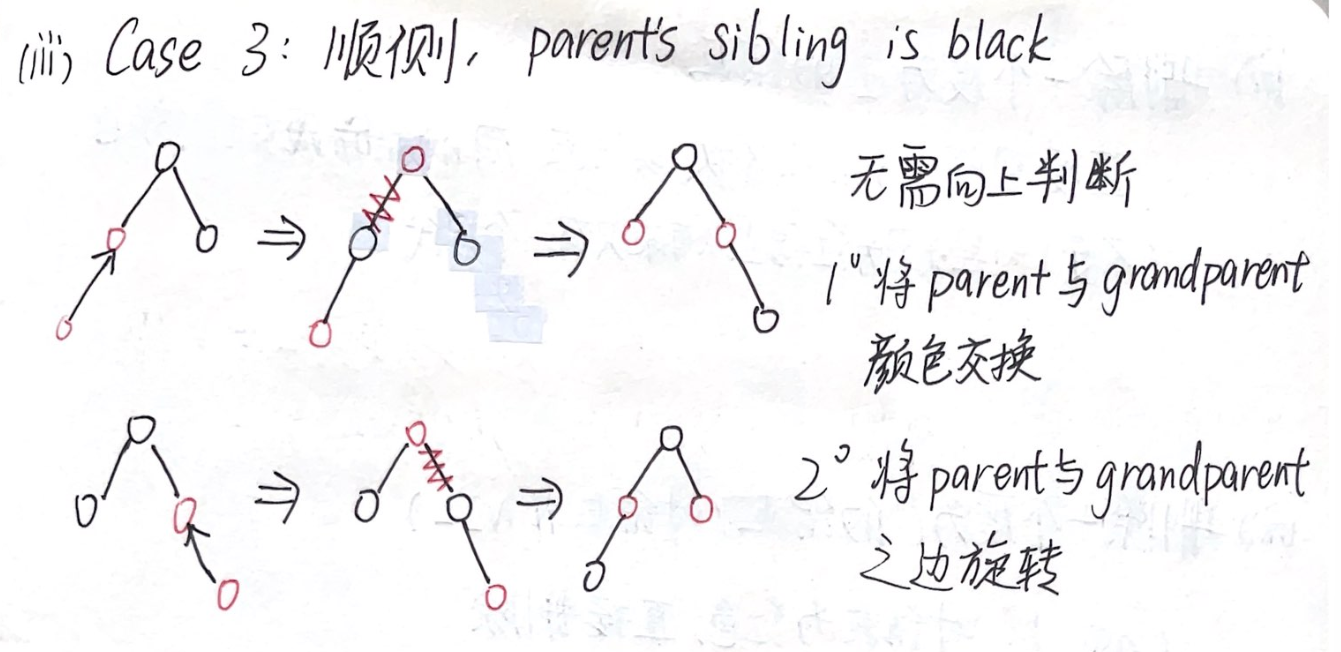 (iii) Case 3: 顺侧, parent's sibling is black
无需向上判断
1° 将 parent 与 grandparent
颜色交换
2° 将 parent 与 grandparent
之边旋转